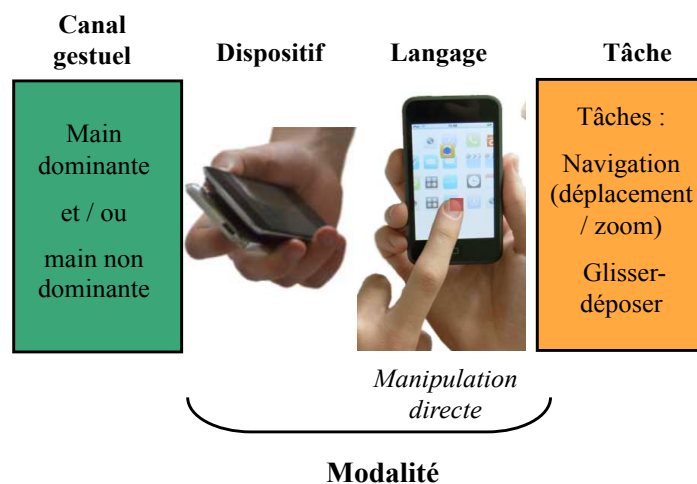 Canal
gestuel
Dispositif
Langage
Tâche
Main
dominante
et / ou
main non
dominante
Tâches :
Navigation
(déplacement
/ zoom)
Glisser-
déposer
Manipulation
directe
Modalité